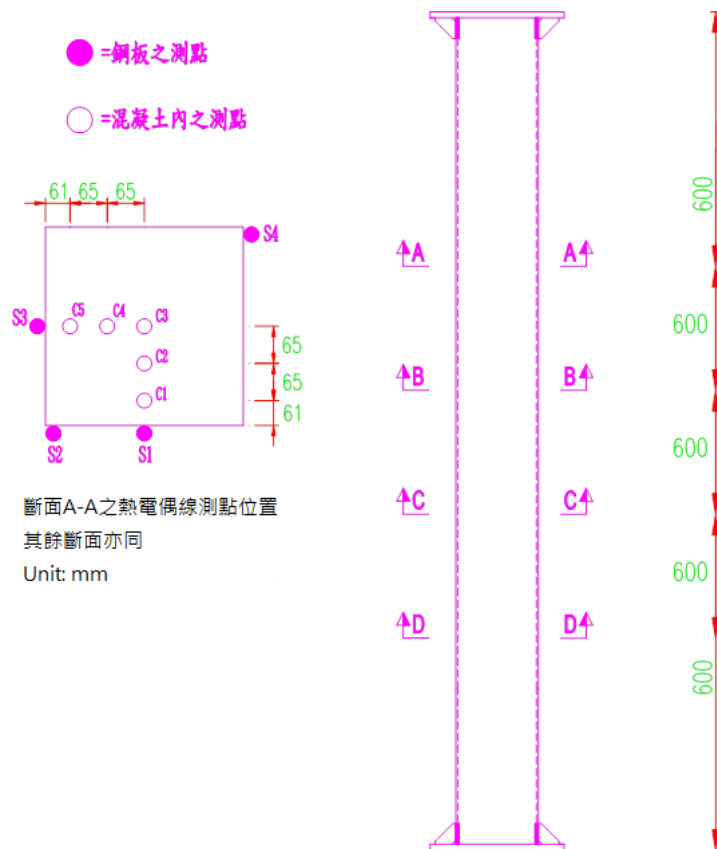 =鋼板之測點
=混凝土內之測點
61 65 65
S4
S3 C5 C4 C3
C2
C1
65
65
61
S2 S1
斷面A-A之熱電偶線測點位置
其餘斷面亦同
Unit: mm
A A
B B
C C
D D
600
600
600
600
600